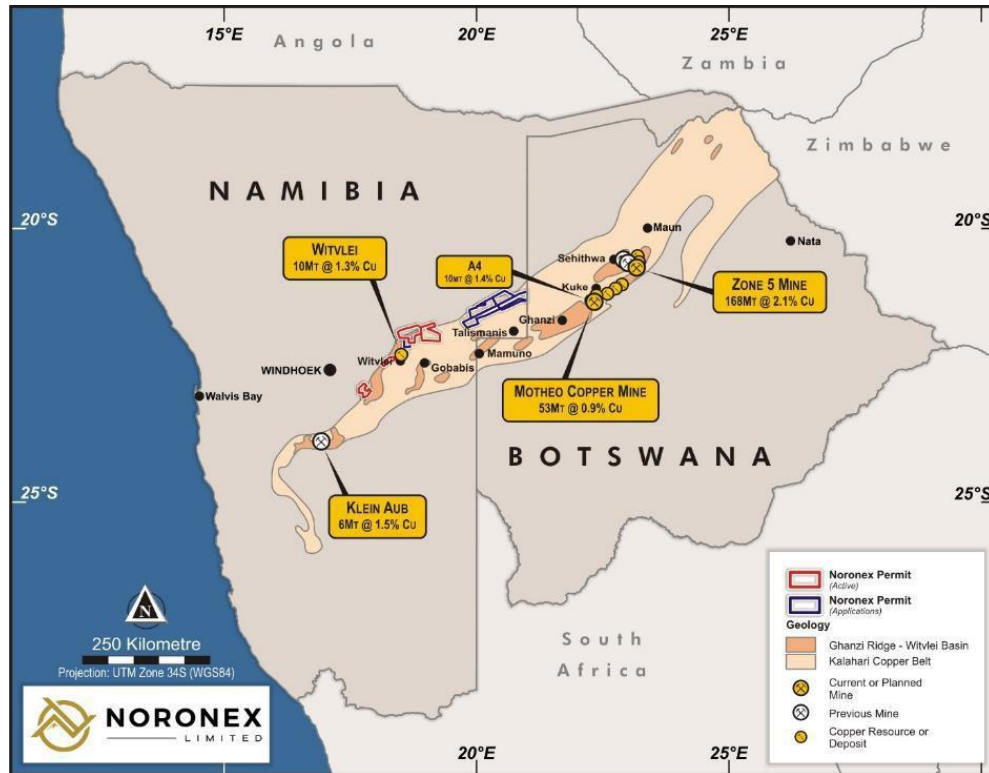 15°E
20°E
25°E
Angola
Zambia
Zimbabwe
NAMIBIA
20°S
20°S
Maun
Nata
WITVLEI
10MT @ 1.3% CU
A4
10MT @ 1.4% CU
Sehithwa
Kuke
ZONE 5 MINE
168MT @ 2.1% CU
Ghanzi
Talismanis
Witvlei
Mamuno
Gobabis
WINDHOEK
Walvis Bay
MOTHEO COPPER MINE
53MT @ 0.9% CU
BOTSWANA
25°S
25°S
KLEIN AUB
6MT @ 1.5% CU
South
Africa
N
250 Kilometre
Projection: UTM Zone 34S (WGS84)
NORONEX
LIMITED
Noronex Permit
(Active)
Noronex Permit
(Applications)
Geology
Ghanzi Ridge - Witvlei Basin
Kalahari Copper Belt
Current or Planned
Mine
Previous Mine
Copper Resource or
Deposit
15°E
20°E
25°E